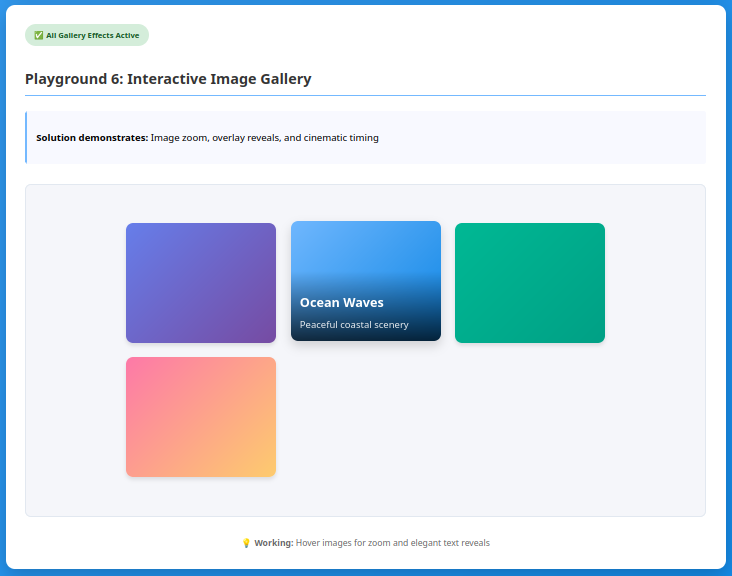 ✅ All Gallery Effects Active
Playground 6: Interactive Image Gallery
Solution demonstrates: Image zoom, overlay reveals, and cinematic timing
Ocean Waves
Peaceful coastal scenery
💡 Working: Hover images for zoom and elegant text reveals